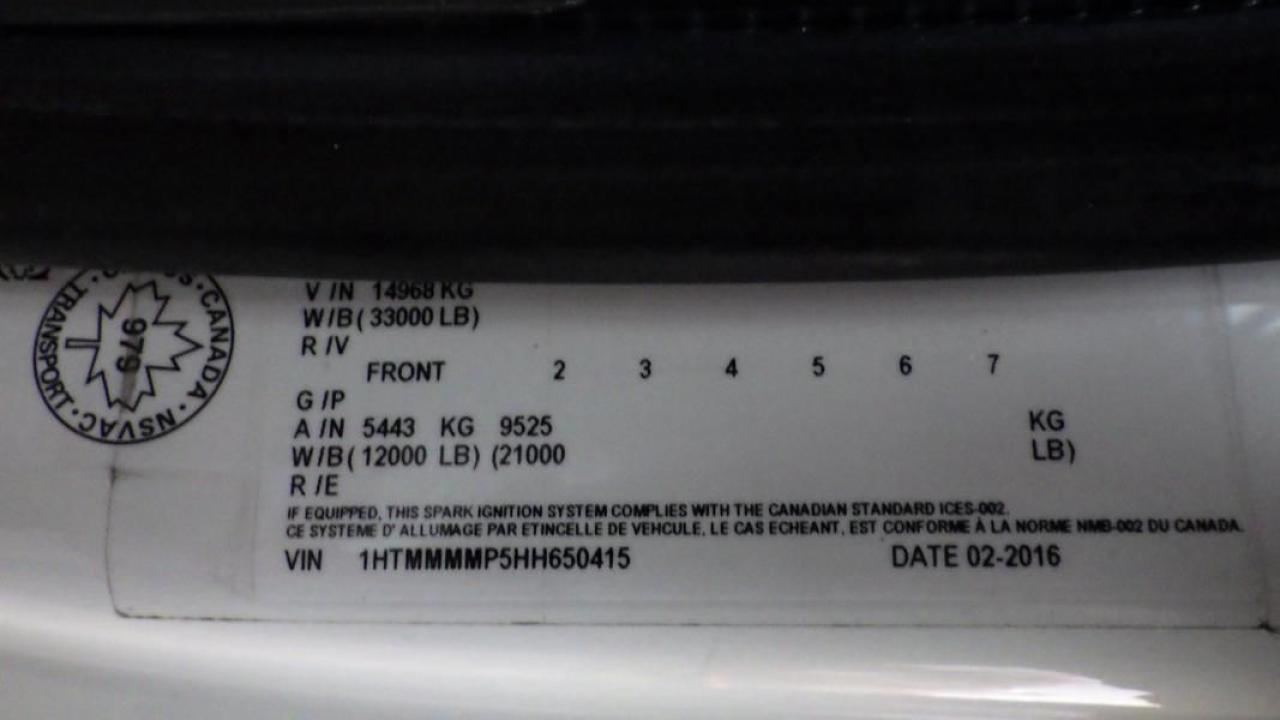 V /N 14968 KG
W/B( 33000 LB)
R /V
FRONT 2 3 4 5 6 7
G /P
A /N 5443 KG 9525 KG
W/B( 12000 LB) (21000 LB)
R /E
IF EQUIPPED, THIS SPARK IGNITION SYSTEM COMPLIES WITH THE CANADIAN STANDARD ICES-002.
CE SYSTEME D' ALLUMAGE PAR ETINCELLE DE VEHCULE, LE CAS ECHEANT, EST CONFORME À LA NORME NMB-002 DU CANADA.
VIN 1HTMMMMP5HH650415 DATE 02-2016
TRANSPORT · CANADA · NSVAC ·
979